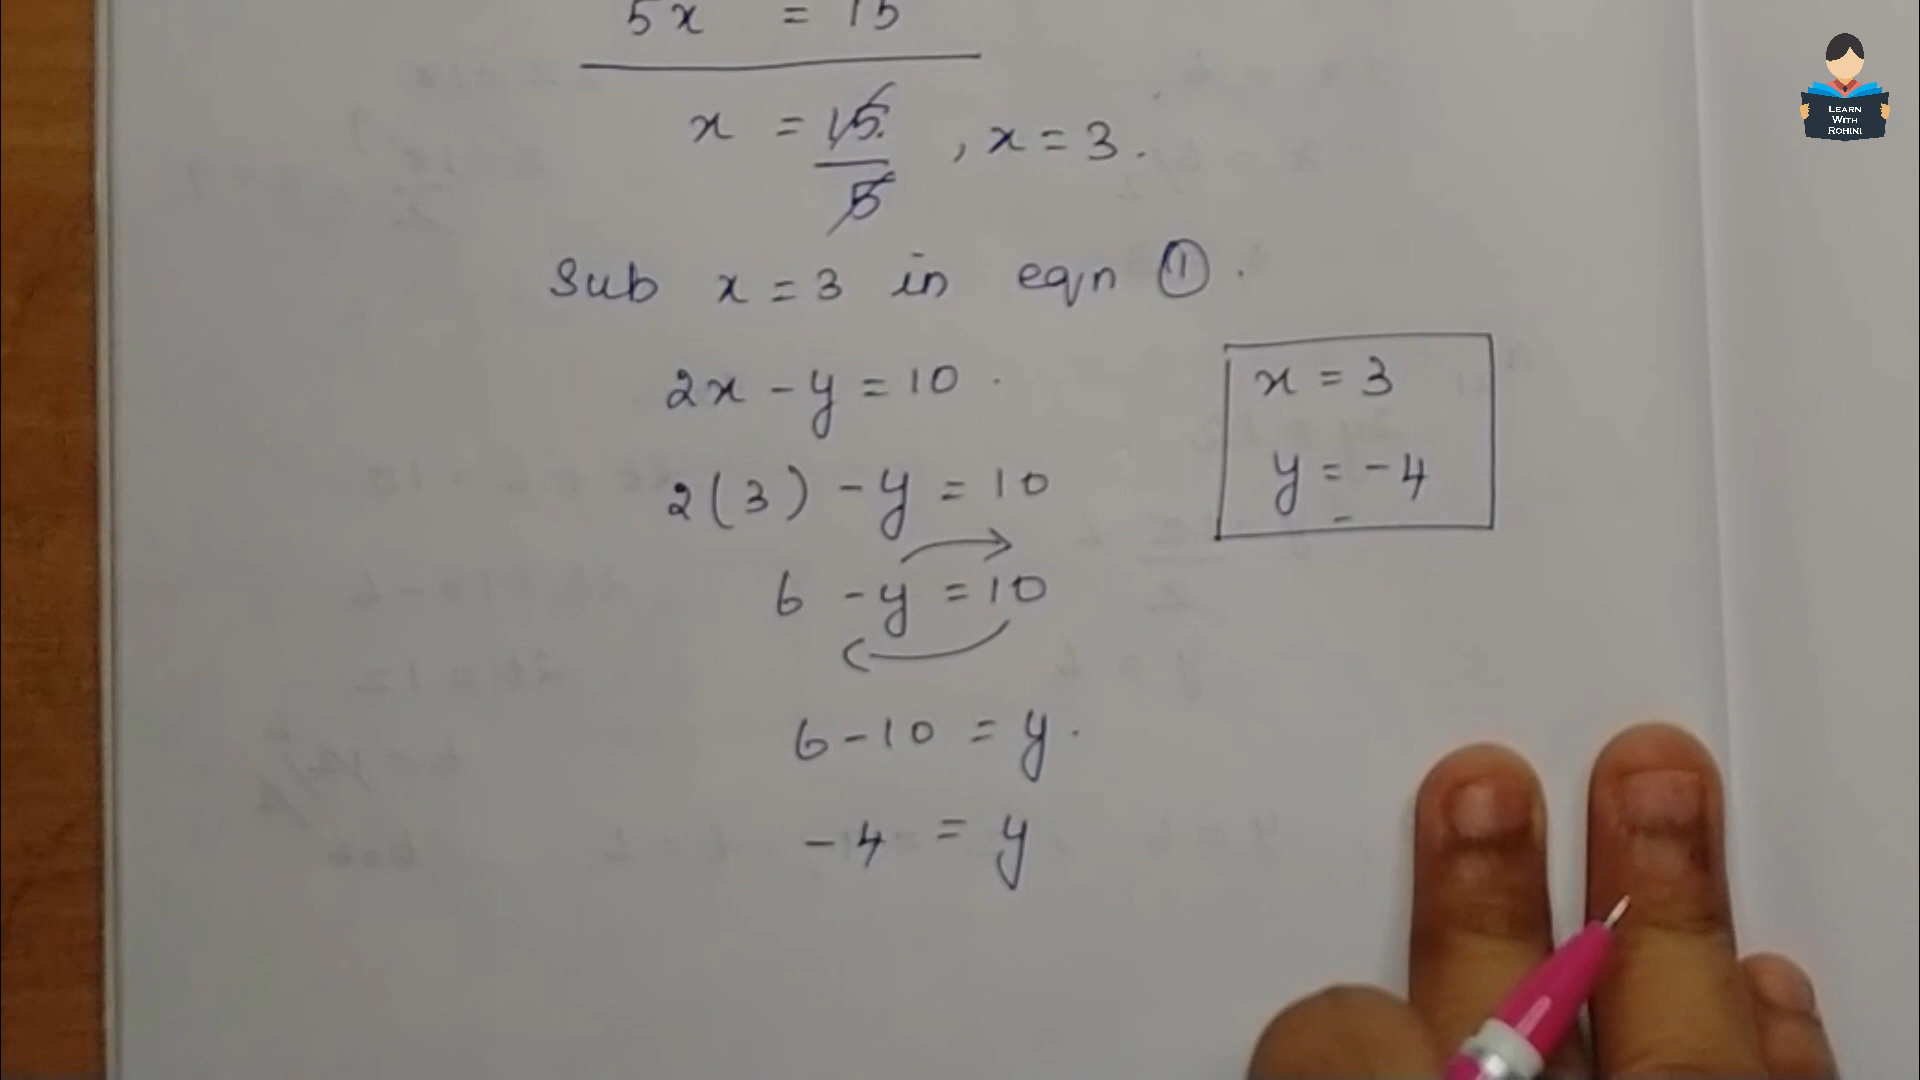 5x = 15
x = 15/5 , x = 3.
Sub x = 3 in eqn ①.
2x - y = 10.
2(3) - y = 10
6 - y = 10
6 - 10 = y.
-4 = y
x = 3
y = -4
LEARN
WITH
ROHINI